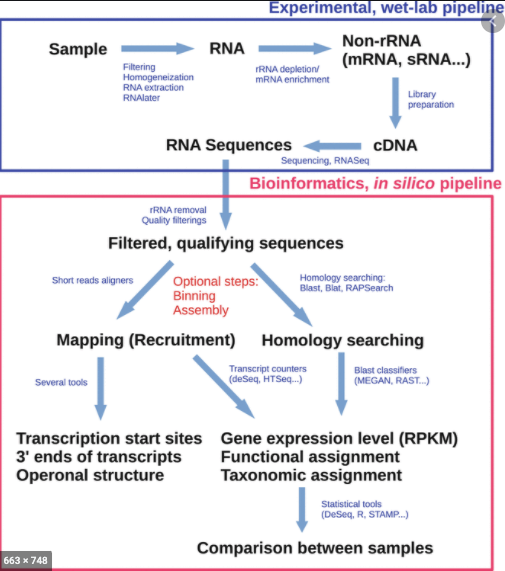 Experimental, wet-lab pipeline
Sample
RNA
Non-rRNA
(mRNA, sRNA...)
Filtering
Homogeneization
RNA extraction
RNAlater
rRNA depletion/
mRNA enrichment
Library
preparation
RNA Sequences
cDNA
Sequencing, RNASeq
Bioinformatics, in silico pipeline
rRNA removal
Quality filterings
Filtered, qualifying sequences
Short reads aligners
Optional steps:
Binning
Assembly
Homology searching:
Blast, Blat, RAPSearch
Mapping (Recruitment)
Homology searching
Several tools
Transcript counters
(deSeq, HTSeq...)
Blast classifiers
(MEGAN, RAST...)
Transcription start sites
3' ends of transcripts
Operonal structure
Gene expression level (RPKM)
Functional assignment
Taxonomic assignment
Statistical tools
(DeSeq, R, STAMP...)
Comparison between samples
663 × 748